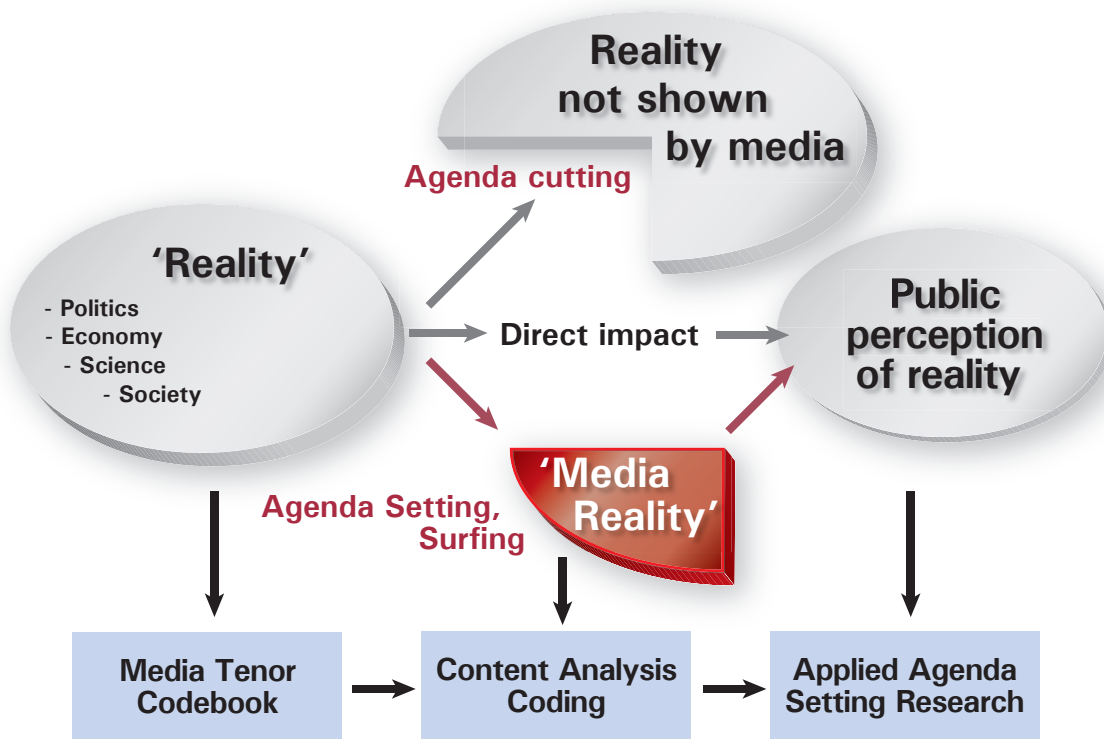 Reality
not shown
by media
Agenda cutting
‘Reality’
- Politics
- Economy
- Science
- Society
Direct impact
Public
perception
of reality
‘Media
Reality’
Agenda Setting,
Surfing
Media Tenor
Codebook
Content Analysis
Coding
Applied Agenda
Setting Research